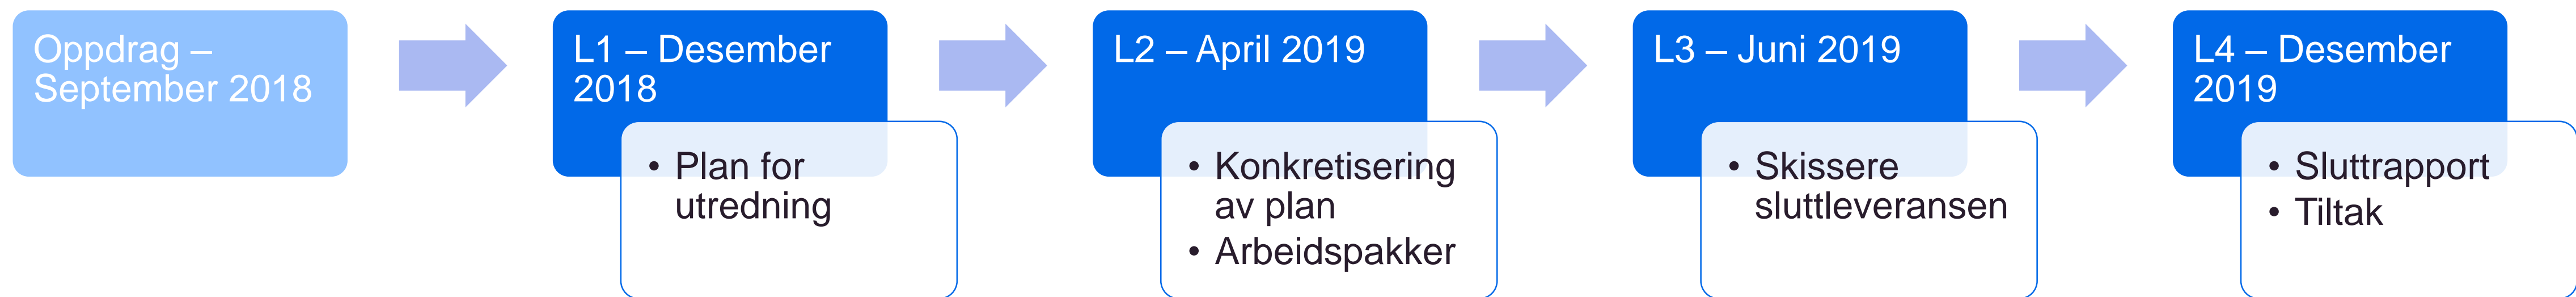 Oppdrag –
September 2018
L1 – Desember
2018
• Plan for
utredning
L2 – April 2019
• Konkretisering
av plan
• Arbeidspakker
L3 – Juni 2019
• Skissere
sluttleveransen
L4 – Desember
2019
• Sluttrapport
• Tiltak